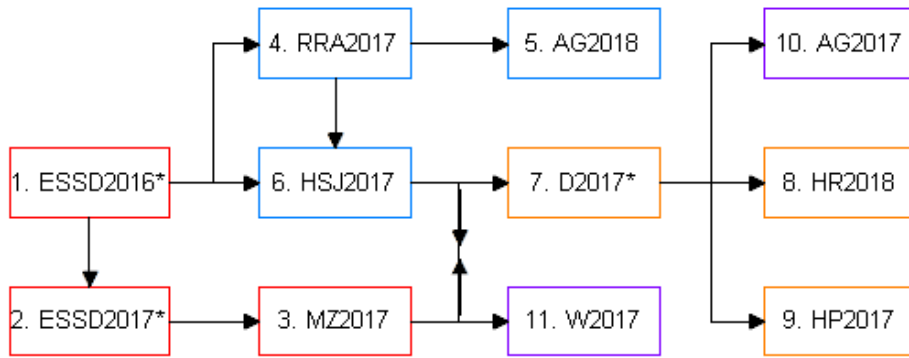 4. RRA2017
5. AG2018
10. AG2017
1. ESSD2016*
6. HSJ2017
7. D2017*
8. HR2018
2. ESSD2017*
3. MZ2017
11. W2017
9. HP2017